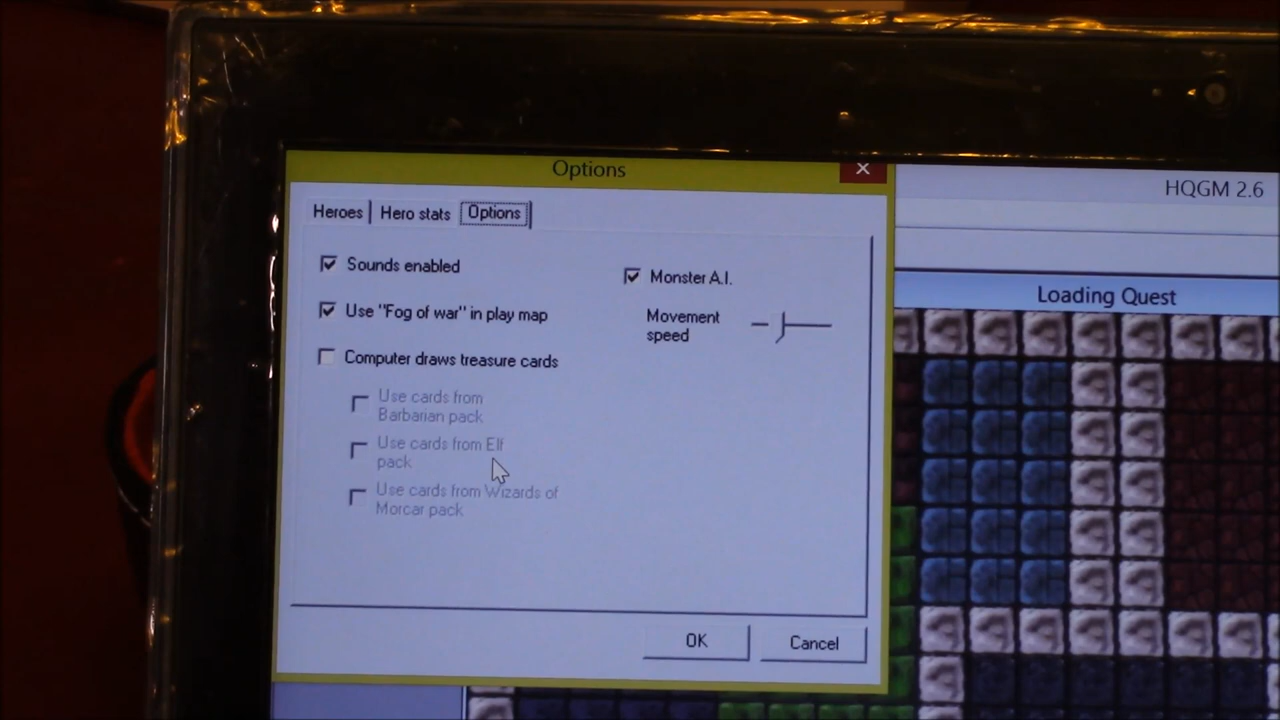 Options
HQGM 2.6
Heroes
Hero stats
Options
Sounds enabled
Monster A.I.
Use "Fog of war" in play map
Movement
speed
Computer draws treasure cards
Use cards from
Barbarian pack
Use cards from Elf
pack
Use cards from Wizards of
Morcar pack
OK
Cancel
Loading Quest